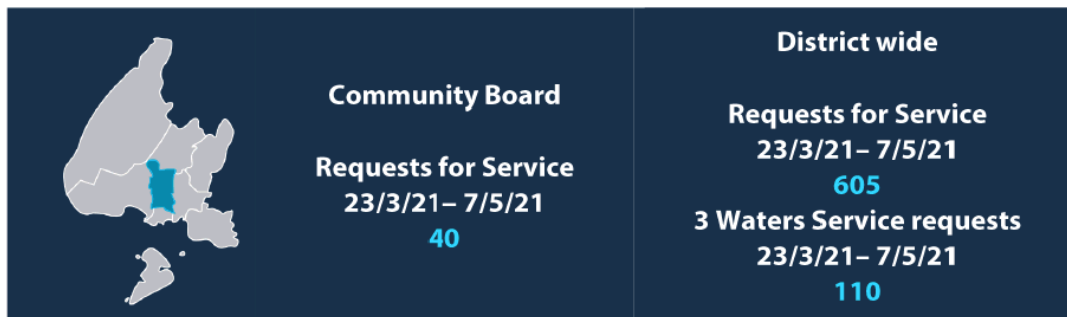 Community Board
Requests for Service
23/3/21– 7/5/21
40
District wide
Requests for Service
23/3/21– 7/5/21
605
3 Waters Service requests
23/3/21– 7/5/21
110